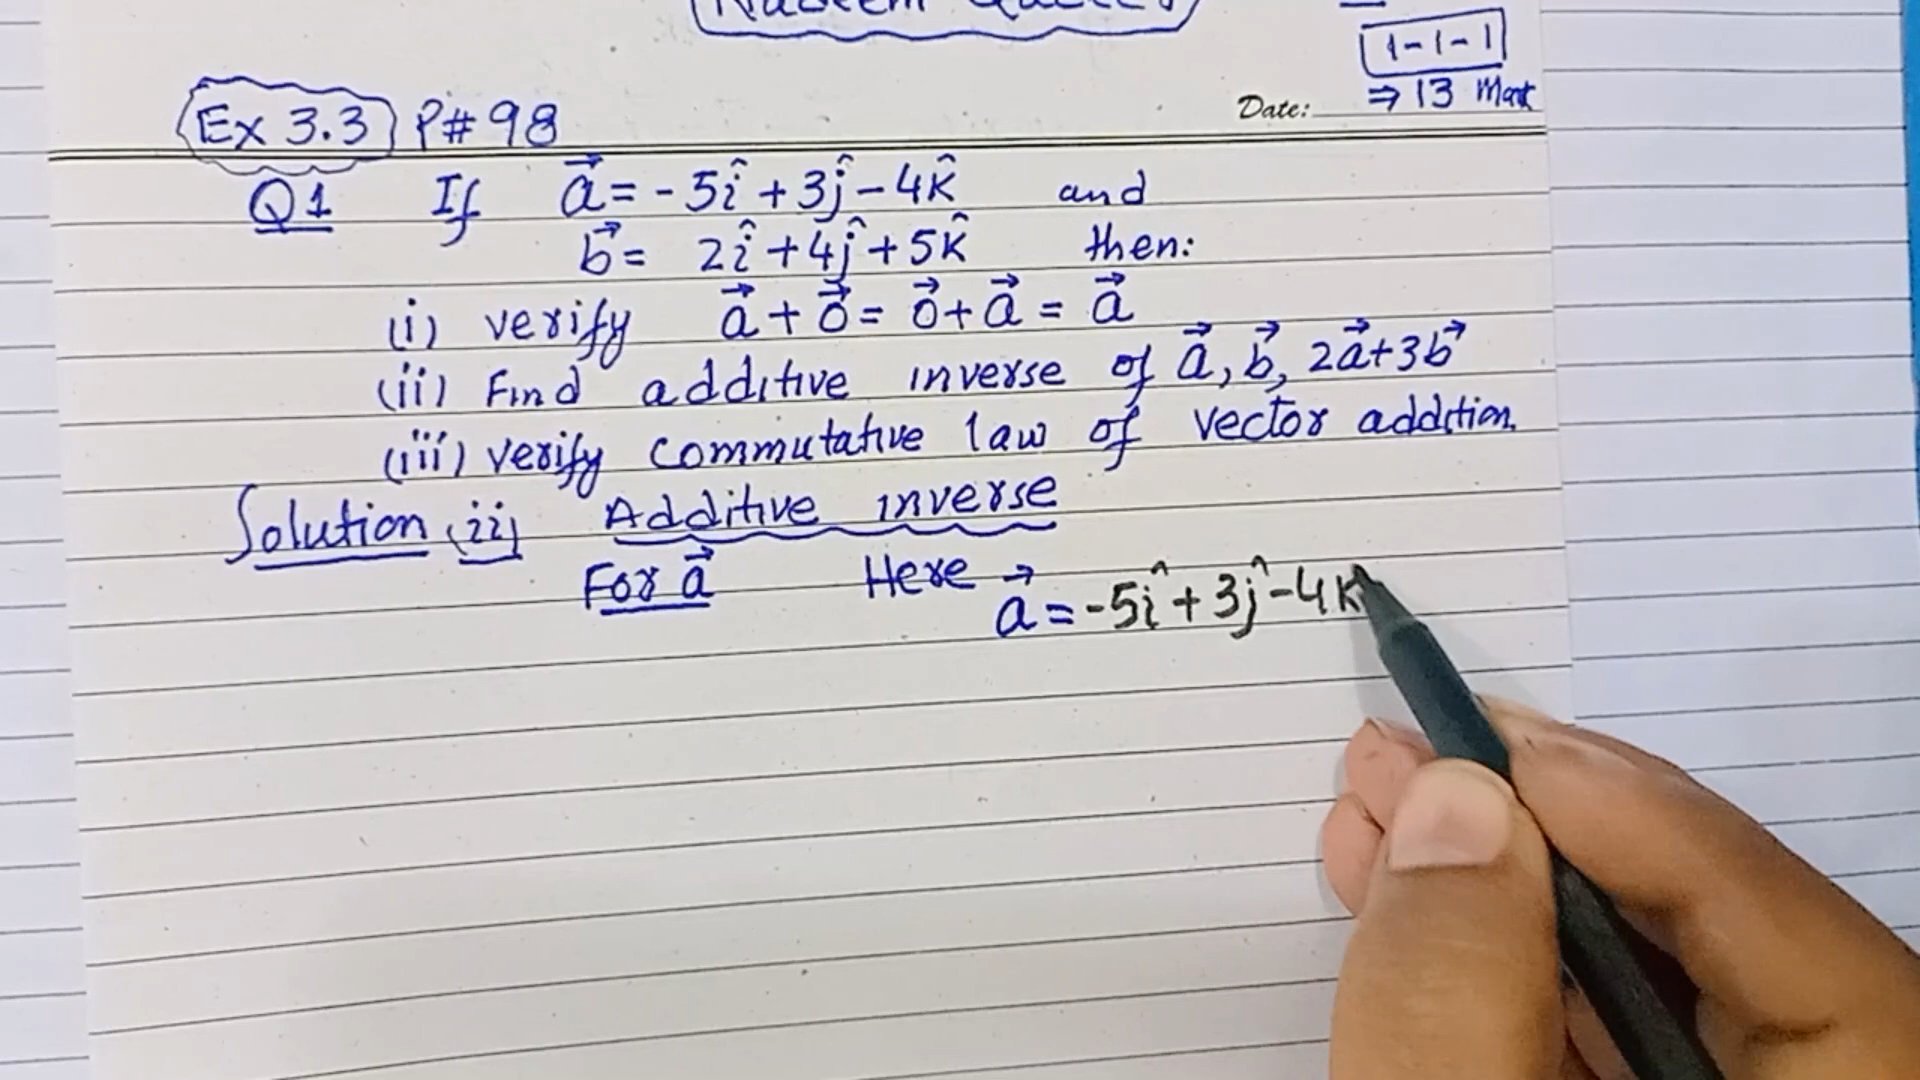 1-1-1
Date: ⇒ 13 Mark
Ex 3.3 P# 98
Q1 If a⃗ = -5î + 3ĵ - 4k̂ and
b⃗ = 2î + 4ĵ + 5k̂ then:
(i) verify a⃗ + o⃗ = o⃗ + a⃗ = a⃗
(ii) Find additive inverse of a⃗, b⃗, 2a⃗+3b⃗
(iii) verify commutative law of vector addition.
Solution (ii) Additive inverse
For a⃗ Here a⃗ = -5î + 3ĵ - 4k